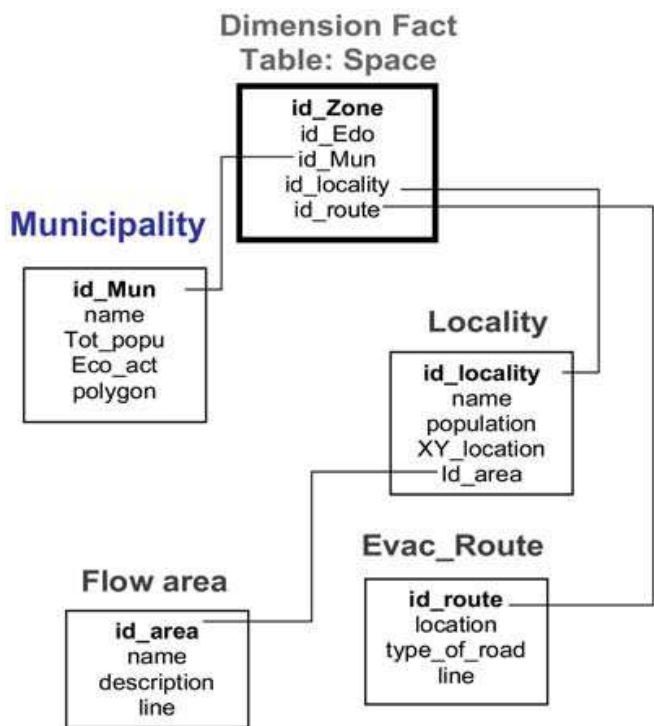 Dimension Fact
Table: Space
id_Zone
id_Edo
id_Mun
id_locality
id_route
Municipality
id_Mun
name
Tot_popu
Eco_act
polygon
Locality
id_locality
name
population
XY_location
Id_area
Flow area
id_area
name
description
line
Evac_Route
id_route
location
type_of_road
line